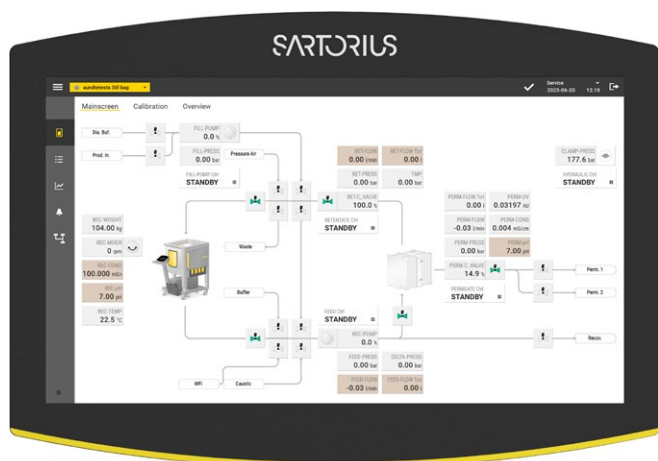 SARTORIUS
aundtetests 50l bag
Service
2025-06-20 12:18
Mainscreen Calibration Overview
Dia. Buf.
Prod. In.
FILL-PUMP
0.0 %
FILL-PRESS
0.00 bar
Pressure Air
FILL-PUMP Ctrl
STANDBY
RET-FLOW
0.00 l/min
RET-FLOW Tot
0.00 l
RET-PRESS
0.00 bar
TMP
0.00 bar
RET-C_VALVE
100.0 %
RETENTATE Ctrl
STANDBY
CLAMP-PRESS
177.6 bar
HYDRAULIC Ctrl
STANDBY
PERM-FLOW Tot
0.00 l
PERM-UV
0.03197 AU
PERM-FLOW
-0.03 l/min
PERM-COND
0.004 mS/cm
PERM-PRESS
0.00 bar
PERM-pH
7.00 pH
PERM-C_VALVE
14.9 %
PERMEATE Ctrl
STANDBY
Perm. 1
Perm. 2
REC-WEIGHT
104.00 kg
REC-MIXER
0 rpm
REC-COND
100.000 mS/c
REC-pH
7.00 pH
REC-TEMP
22.5 °C
Waste
Buffer
FEED Ctrl
STANDBY
REC-PUMP
0.0 %
FEED-PRESS
0.00 bar
DELTA-PRESS
0.00 bar
FEED-FLOW
-0.03 l/min
FEED-FLOW Tot
0.00 l
Recov.
WFI
Caustic